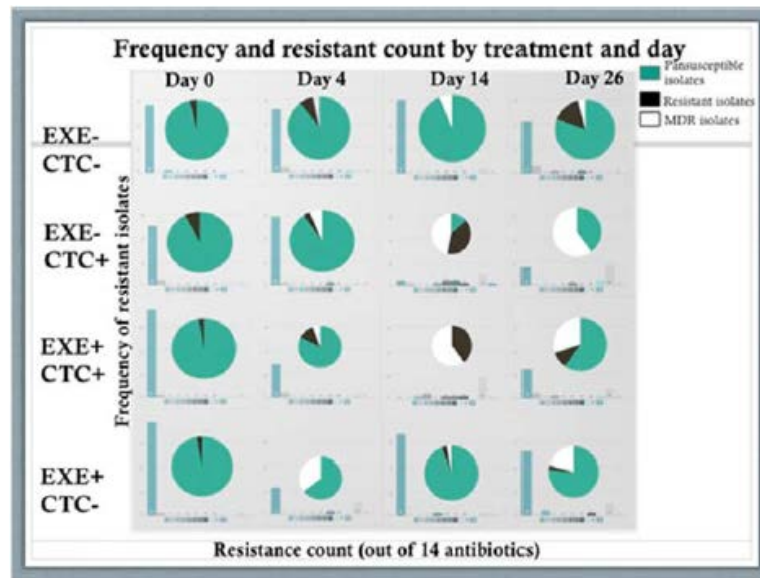 Frequency and resistant count by treatment and day
Day 0
Day 4
Day 14
Day 26
Pansusceptible
isolates
Resistant isolates
MDR isolates
EXE-
CTC-
EXE-
CTC+
EXE+
CTC+
EXE+
CTC-
Frequency of resistant isolates
Resistance count (out of 14 antibiotics)